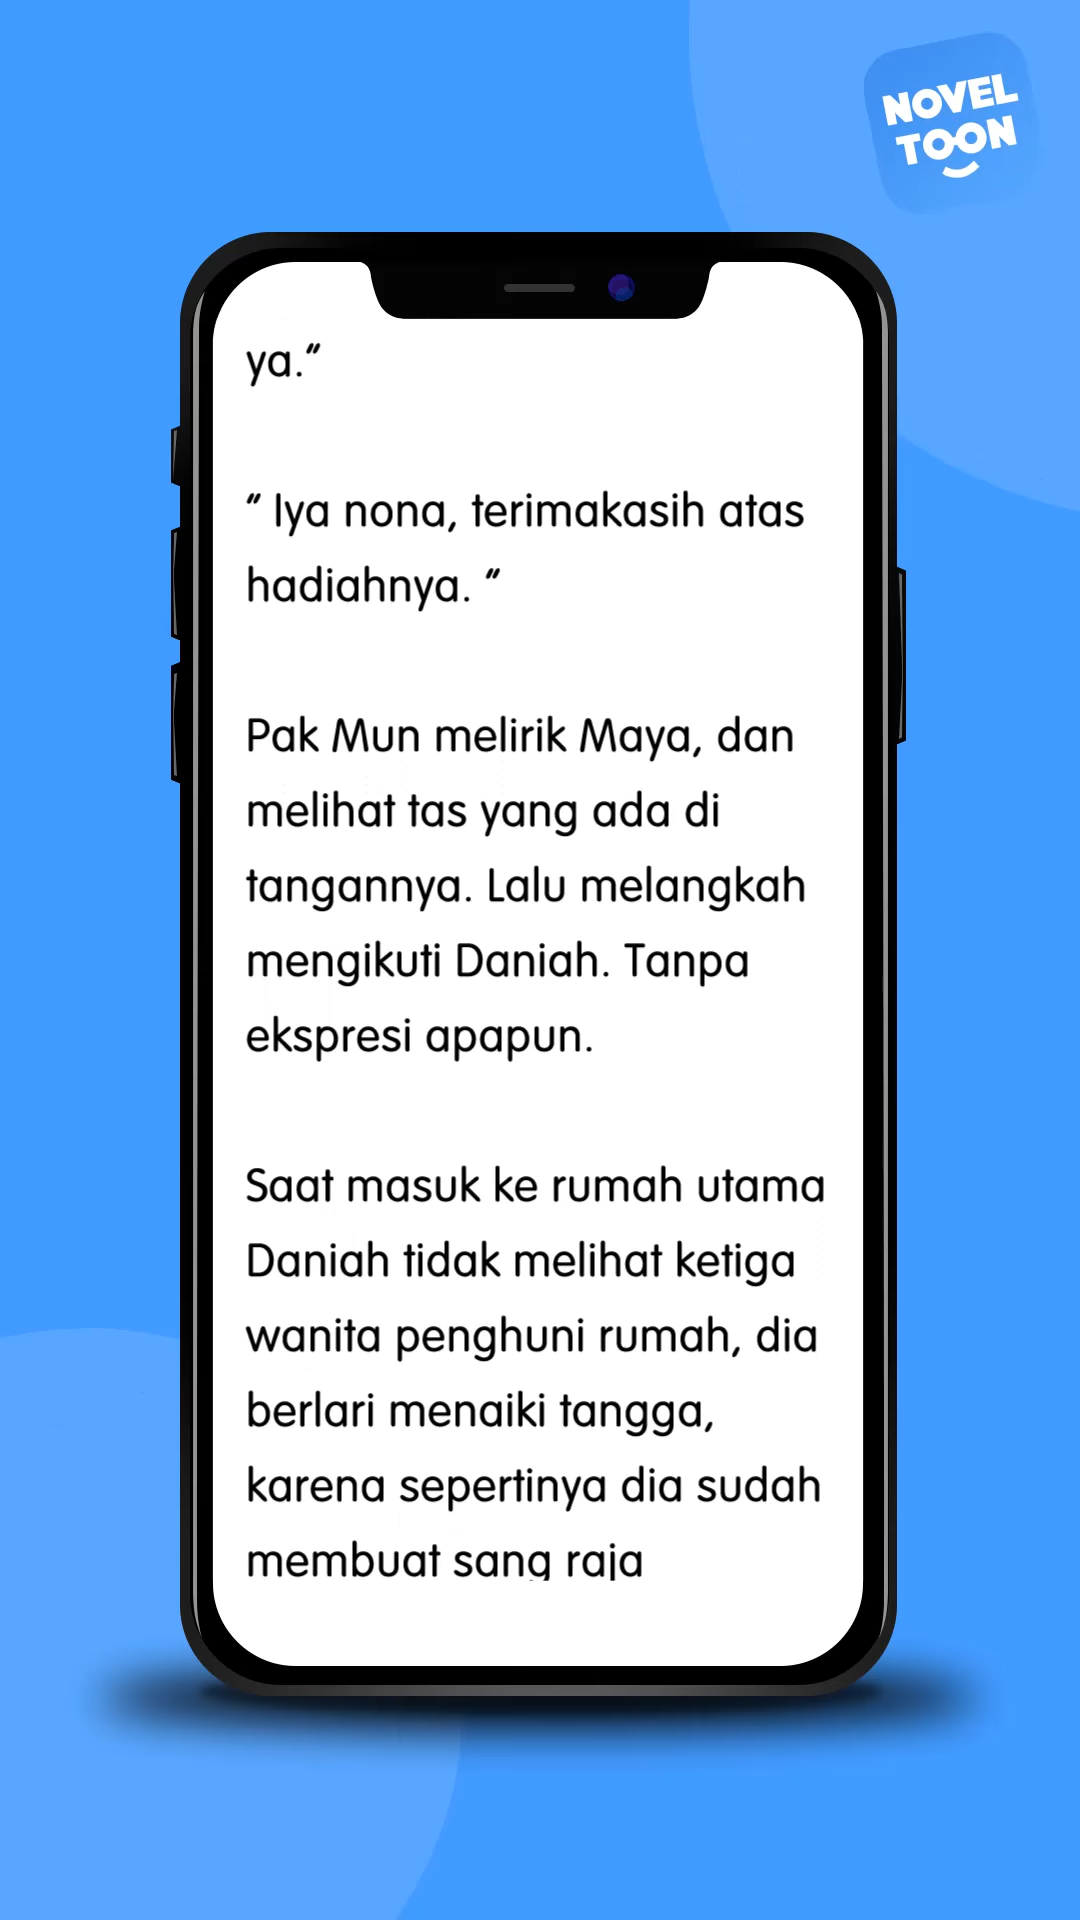 NOVEL
TOON
ya.”
” Iya nona, terimakasih atas
hadiahnya. ”
Pak Mun melirik Maya, dan
melihat tas yang ada di
tangannya. Lalu melangkah
mengikuti Daniah. Tanpa
ekspresi apapun.
Saat masuk ke rumah utama
Daniah tidak melihat ketiga
wanita penghuni rumah, dia
berlari menaiki tangga,
karena sepertinya dia sudah
membuat sang raja